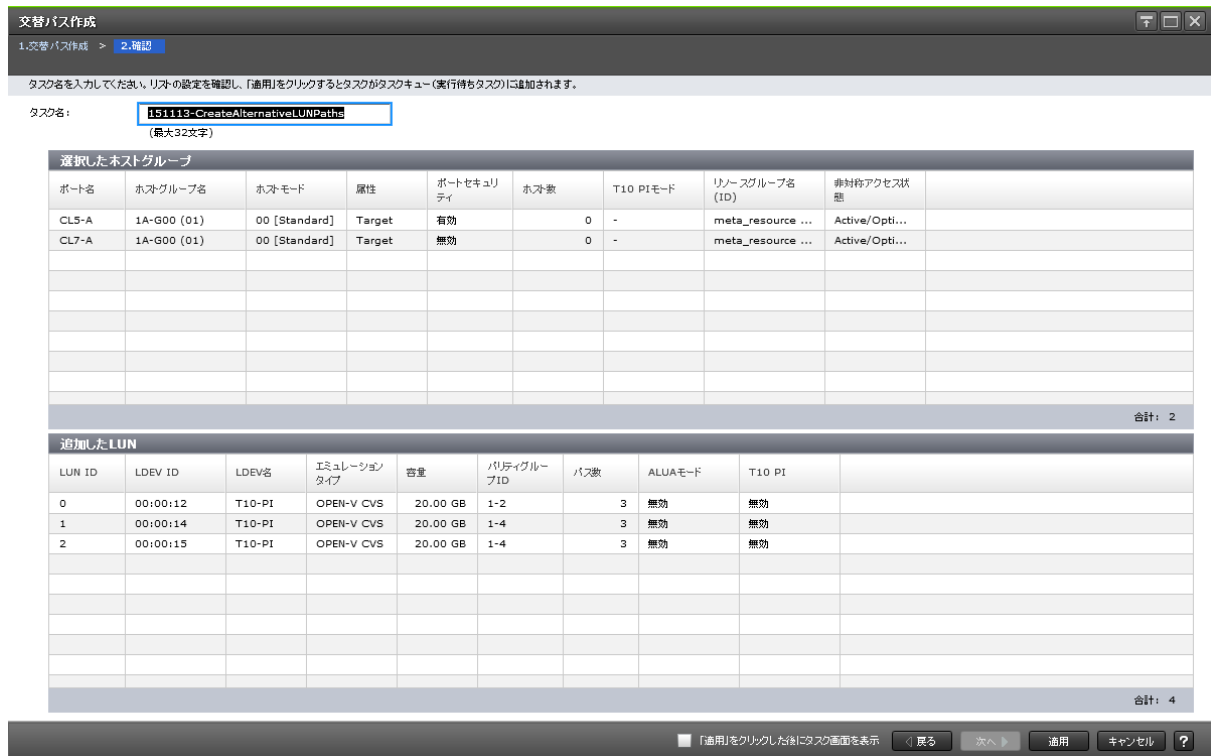 交替パス作成
1.交替パス作成 > 2.確認
タスク名を入力してください。リストの設定を確認し、「適用」をクリックするとタスクがタスクキュー(実行待ちタスク)に追加されます。
タスク名: 151113-CreateAlternativeLUNPaths
(最大32文字)
選択したホストグループ
ポート名 ホストグループ名 ホストモード 属性 ポートセキュリティ ホスト数 T10 PIモード リソースグループ名 (ID) 非対称アクセス状態
CL5-A 1A-G00 (01) 00 [Standard] Target 有効 0 - meta_resource ... Active/Opti...
CL7-A 1A-G00 (01) 00 [Standard] Target 無効 0 - meta_resource ... Active/Opti...
合計: 2
追加したLUN
LUN ID LDEV ID LDEV名 エミュレーションタイプ 容量 パリティグループID パス数 ALUAモード T10 PI
0 00:00:12 T10-PI OPEN-V CVS 20.00 GB 1-2 3 無効 無効
1 00:00:14 T10-PI OPEN-V CVS 20.00 GB 1-4 3 無効 無効
2 00:00:15 T10-PI OPEN-V CVS 20.00 GB 1-4 3 無効 無効
合計: 4
「適用」をクリックした後にタスク画面を表示 戻る 次へ 適用 キャンセル ?